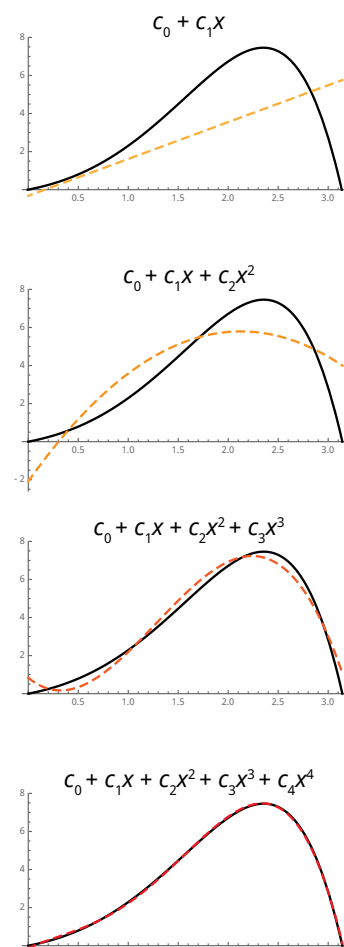 c₀ + c₁x
8
6
4
2
0.5 1.0 1.5 2.0 2.5 3.0
c₀ + c₁x + c₂x²
8
6
4
2
0.5 1.0 1.5 2.0 2.5 3.0
- 2
c₀ + c₁x + c₂x² + c₃x³
8
6
4
2
0.5 1.0 1.5 2.0 2.5 3.0
c₀ + c₁x + c₂x² + c₃x³ + c₄x⁴
8
6
4
2